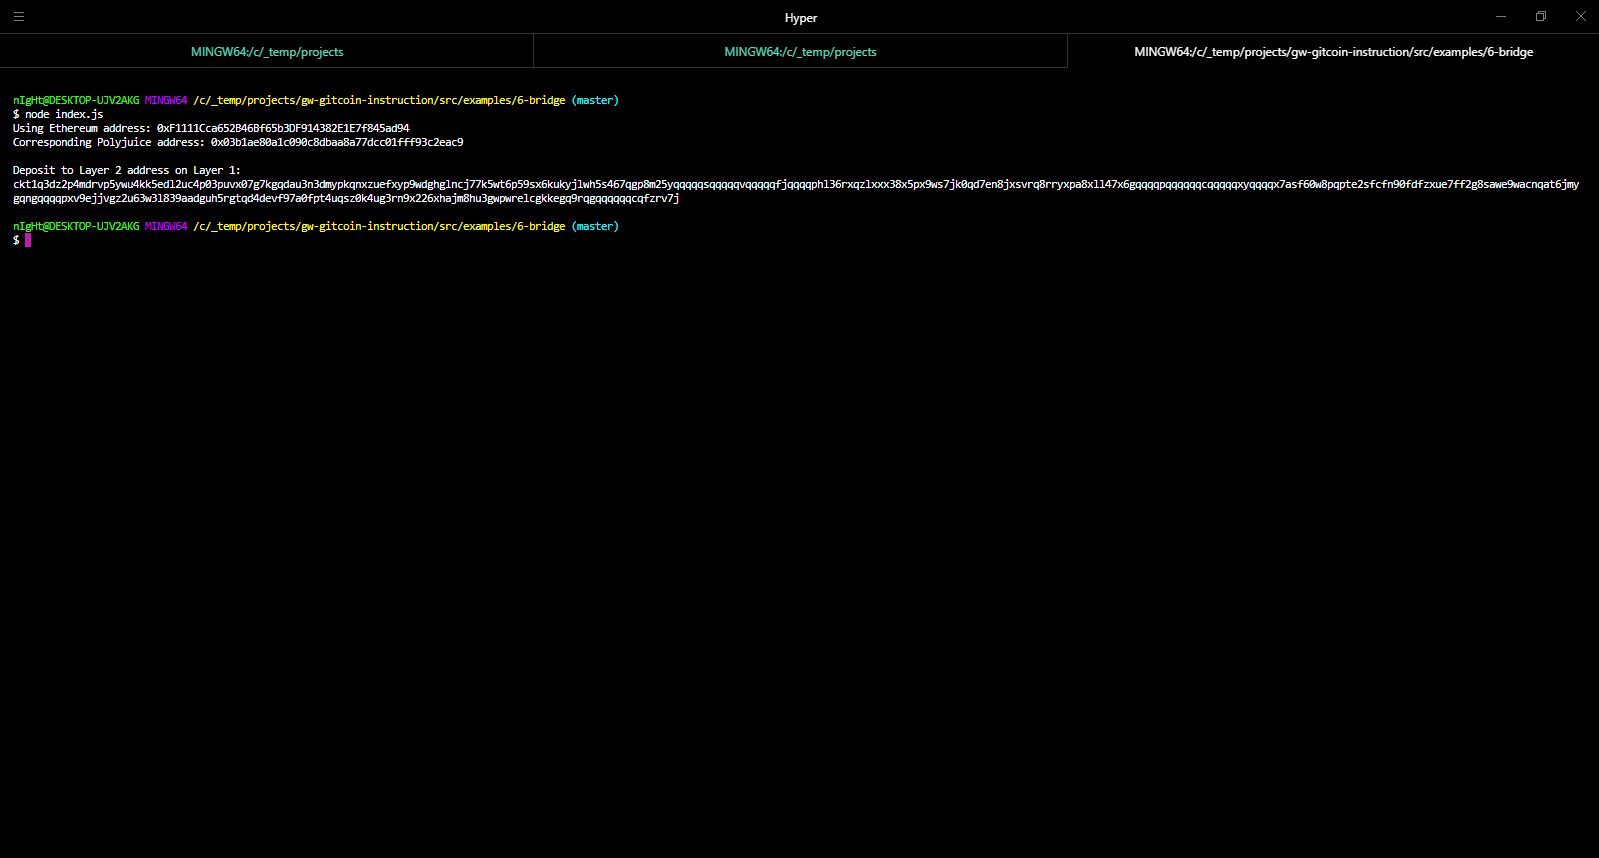 Hyper
MINGW64:/c/_temp/projects
MINGW64:/c/_temp/projects
MINGW64:/c/_temp/projects/gw-gitcoin-instruction/src/examples/6-bridge
nIgHt@DESKTOP-UJV2AKG MINGW64 /c/_temp/projects/gw-gitcoin-instruction/src/examples/6-bridge (master)
$ node index.js
Using Ethereum address: 0xF1111Cca652B46Bf65b3DF914382E1E7f845ad94
Corresponding Polyjuice address: 0x03b1ae80a1c090c8dbaa8a77dcc01fff93c2eac9
Deposit to Layer 2 address on Layer 1:
ckt1q3dz2p4mdrvp5ywu4kk5edl2uc4p03puvx07g7kgqdau3n3dmypkqnxzuefxyp9wdghglncj77k5wt6p59sx6kukyjlwh5s467qgp8m25yqqqqqsqqqqqvqqqqqfjqqqqphl36rxqzlxxx38x5px9ws7jk0qd7en8jxsvrq8rryxpa8xll47x6gqqqqpqqqqqqcqqqqqxyqqqqx7asf60w8pqpte2sfcfn90fdfzxue7ff2g8sawe9wacnqat6jmy
gqngqqqqpxv9ejjvgz2u63w3l839aadguh5rgtqd4devf97a0fpt4uqsz0k4ug3rn9x226xhajm8hu3gwpwrelcgkkegq9rqgqqqqqqcqfzrv7j
nIgHt@DESKTOP-UJV2AKG MINGW64 /c/_temp/projects/gw-gitcoin-instruction/src/examples/6-bridge (master)
$